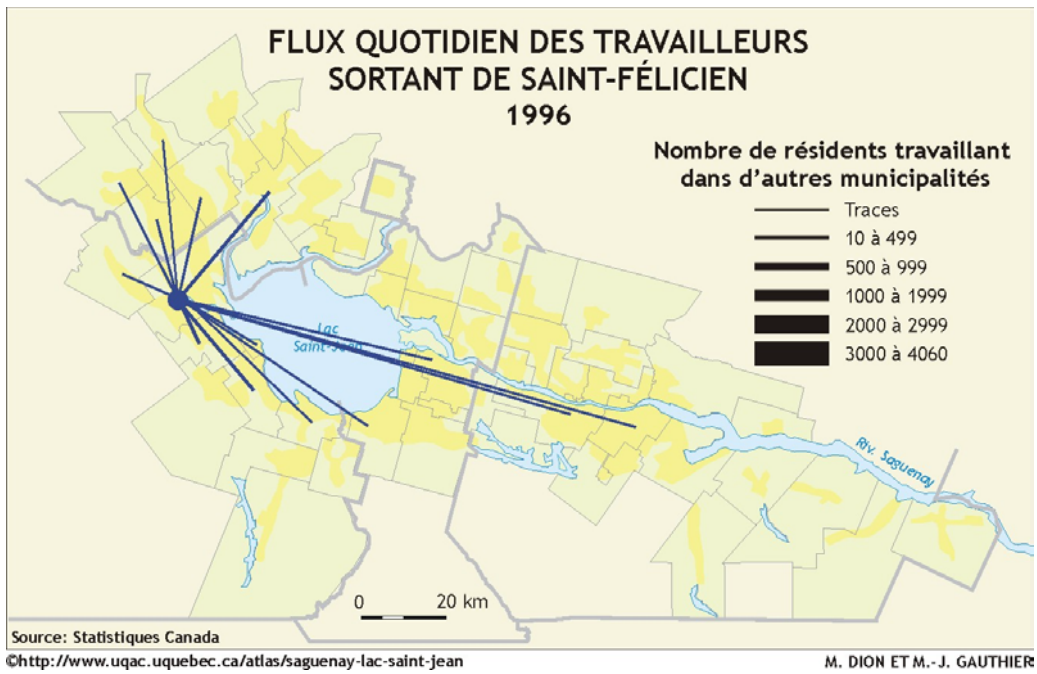 FLUX QUOTIDIEN DES TRAVAILLEURS
SORTANT DE SAINT-FÉLICIEN
1996
Nombre de résidents travaillant
dans d'autres municipalités
Traces
10 à 499
500 à 999
1000 à 1999
2000 à 2999
3000 à 4060
Lac
Saint-Jean
Riv. Saguenay
0 20 km
Source: Statistiques Canada
©http://www.uqac.uquebec.ca/atlas/saguenay-lac-saint-jean
M. DION ET M.-J. GAUTHIER